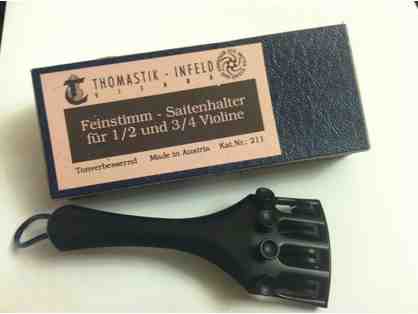 THOMASTIK - INFELD
VIENNA
Feinstimm - Saitenhalter
für 1/2 und 3/4 Violine
Tonverbessernd Made in Austria Kat.Nr.: 211